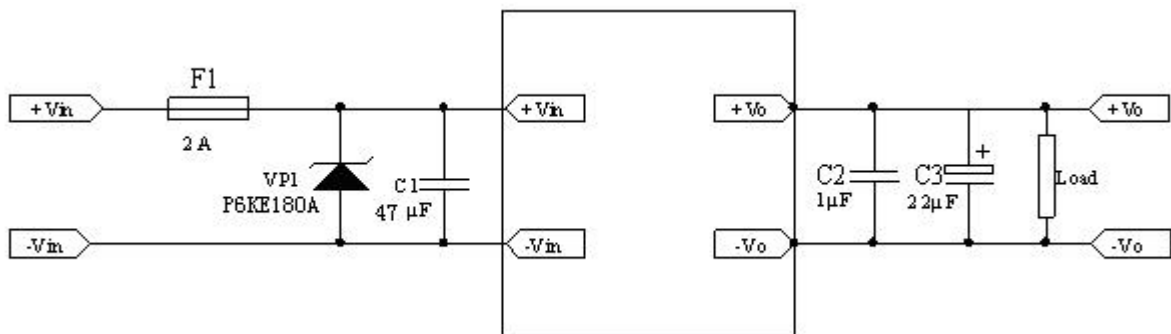 F1
+Vin
+Vin
+Vo
+Vo
2A
VP1
P6KE180A
C1
47 μF
C2
1μF
C3
+
22μF
Load
-Vin
-Vin
-Vo
-Vo